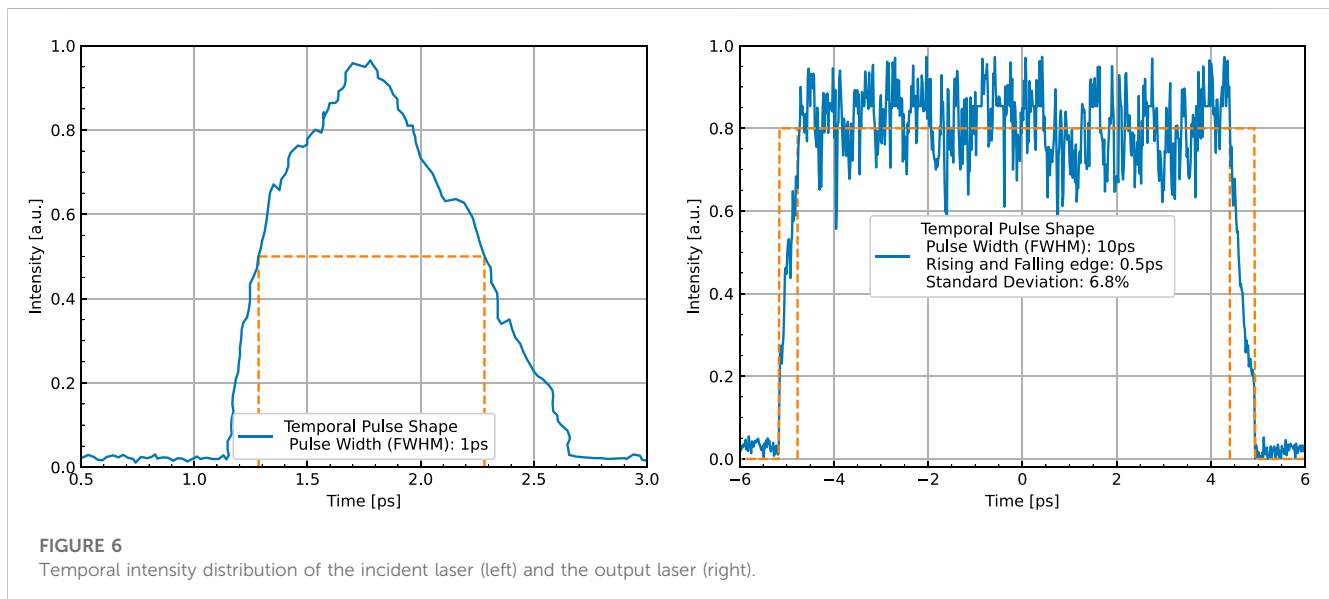 1.0
0.8
0.6
0.4
0.2
0.0
Intensity [a.u.]
0.5
1.0
1.5
2.0
2.5
3.0
Time [ps]
Temporal Pulse Shape
Pulse Width (FWHM): 1ps
1.0
0.8
0.6
0.4
0.2
0.0
Intensity [a.u.]
−6
−4
−2
0
2
4
6
Time [ps]
Temporal Pulse Shape
Pulse Width (FWHM): 10ps
Rising and Falling edge: 0.5ps
Standard Deviation: 6.8%
FIGURE 6
Temporal intensity distribution of the incident laser (left) and the output laser (right).